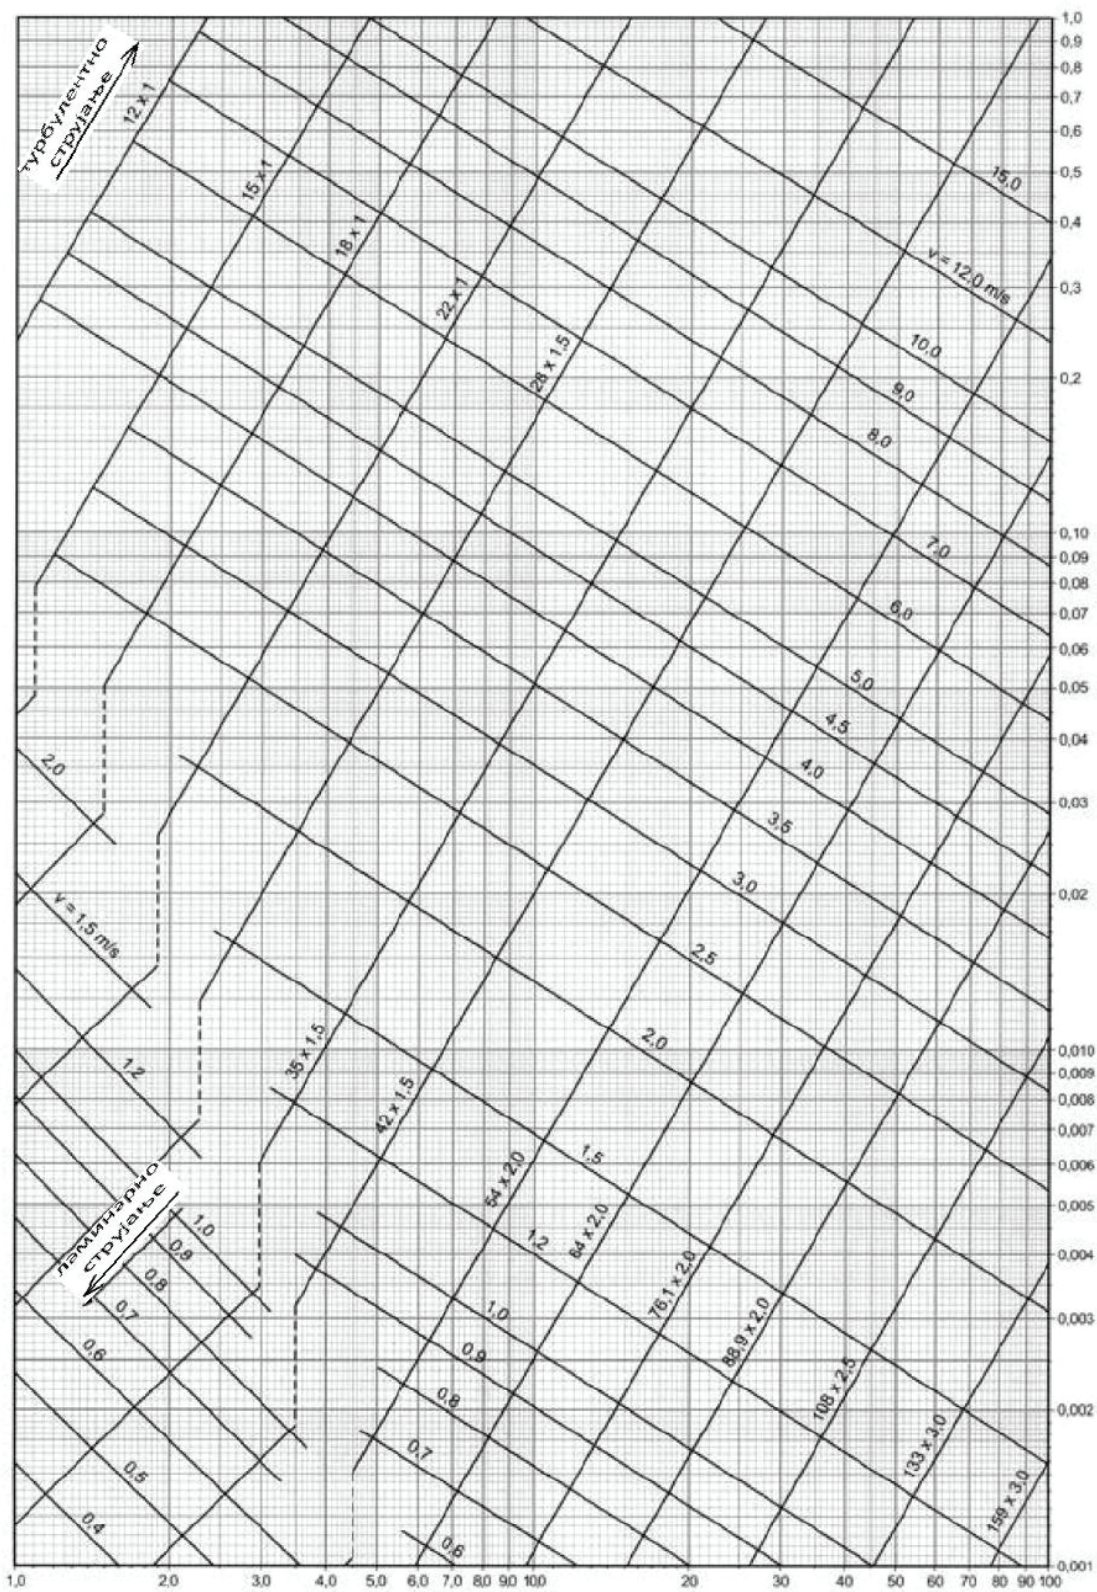 турбулентно
струјање
12 x 1
15 x 1
18 x 1
22 x 1
28 x 1,5
15,0
v = 12,0 m/s
10,0
9,0
8,0
7,0
6,0
5,0
4,5
4,0
3,5
3,0
2,5
2,0
1,5
1,2
1,0
0,9
0,8
0,7
0,6
2,0
v = 1,5 m/s
1,2
1,0
0,9
0,8
0,7
0,6
0,5
0,4
ламинарно
струјање
35 x 1,5
42 x 1,5
54 x 2,0
64 x 2,0
76,1 x 2,0
88,9 x 2,0
108 x 2,5
133 x 3,0
159 x 3,0
1,0
0,9
0,8
0,7
0,6
0,5
0,4
0,3
0,2
0,10
0,09
0,08
0,07
0,06
0,05
0,04
0,03
0,02
0,010
0,009
0,008
0,007
0,006
0,005
0,004
0,003
0,002
0,001
1,0 2,0 3,0 4,0 5,0 6,0 7,0 8,0 9,0 10,0 20 30 40 50 60 70 80 90 100